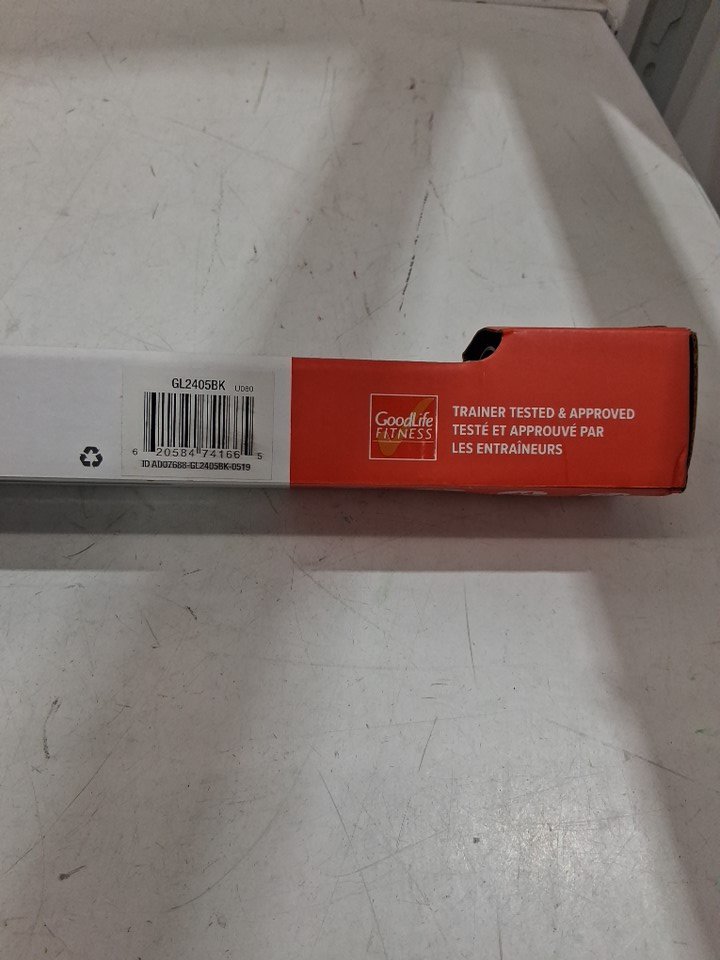 GL2405BK UD80
6 20584 74166 5
ID AD07688-GL2405BK-0519
GoodLife
FITNESS
TRAINER TESTED & APPROVED
TESTÉ ET APPROUVÉ PAR
LES ENTRAÎNEURS